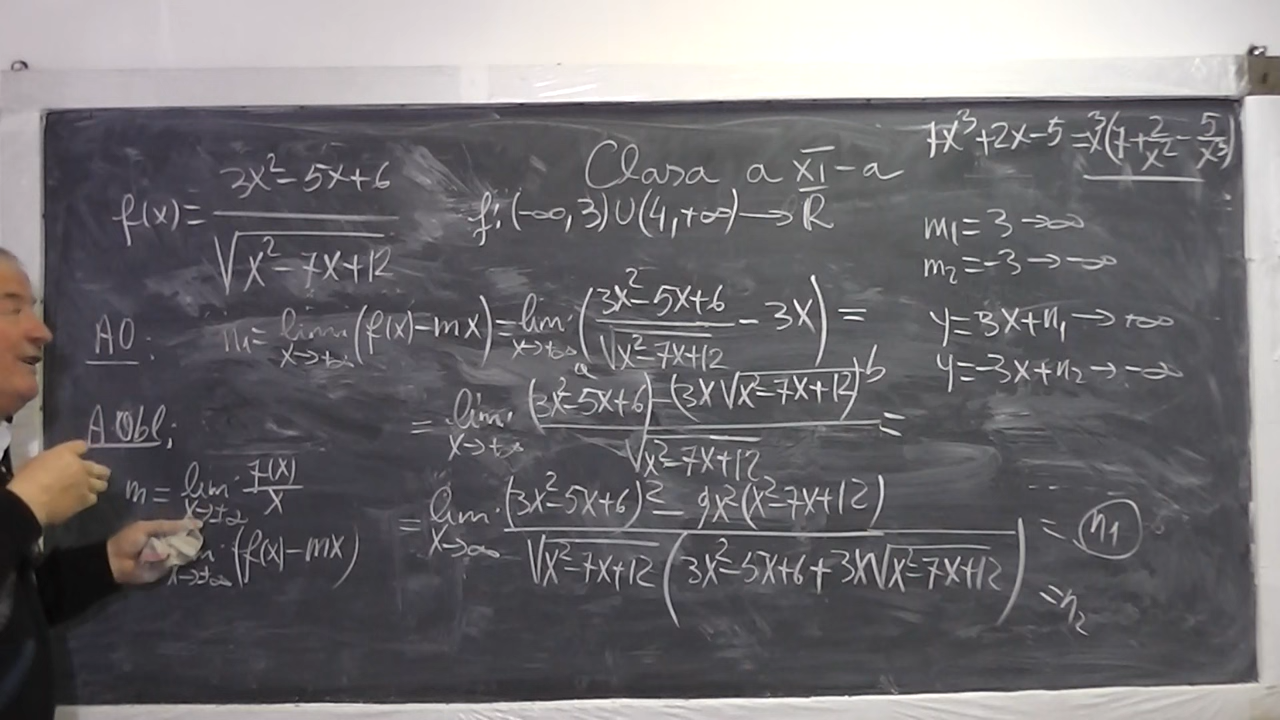 Clasa a XI-a
7x³+2x-5=x³(7+2/x²-5/x³)
f(x)=(3x²-5x+6)/√(x²-7x+12)
f:(-∞,3)∪(4,+∞)→R
m₁=3→∞
m₂=-3→-∞
y=3x+n₁→+∞
y=-3x+n₂→-∞
AO:
n₁=lim x→+∞ (f(x)-mx)=lim x→+∞ ((3x²-5x+6)/√(x²-7x+12) - 3x)=
=lim x→+∞ (a (3x²-5x+6)-(3x√(x²-7x+12)) b)/√(x²-7x+12) =
A Obl;
m=lim x→±∞ f(x)/x
x→±∞ (f(x)-mx)
=lim x→∞ ((3x²-5x+6)²-9x²(x²-7x+12))/(√(x²-7x+12)(3x²-5x+6+3x√(x²-7x+12))) = n₁
=n₂